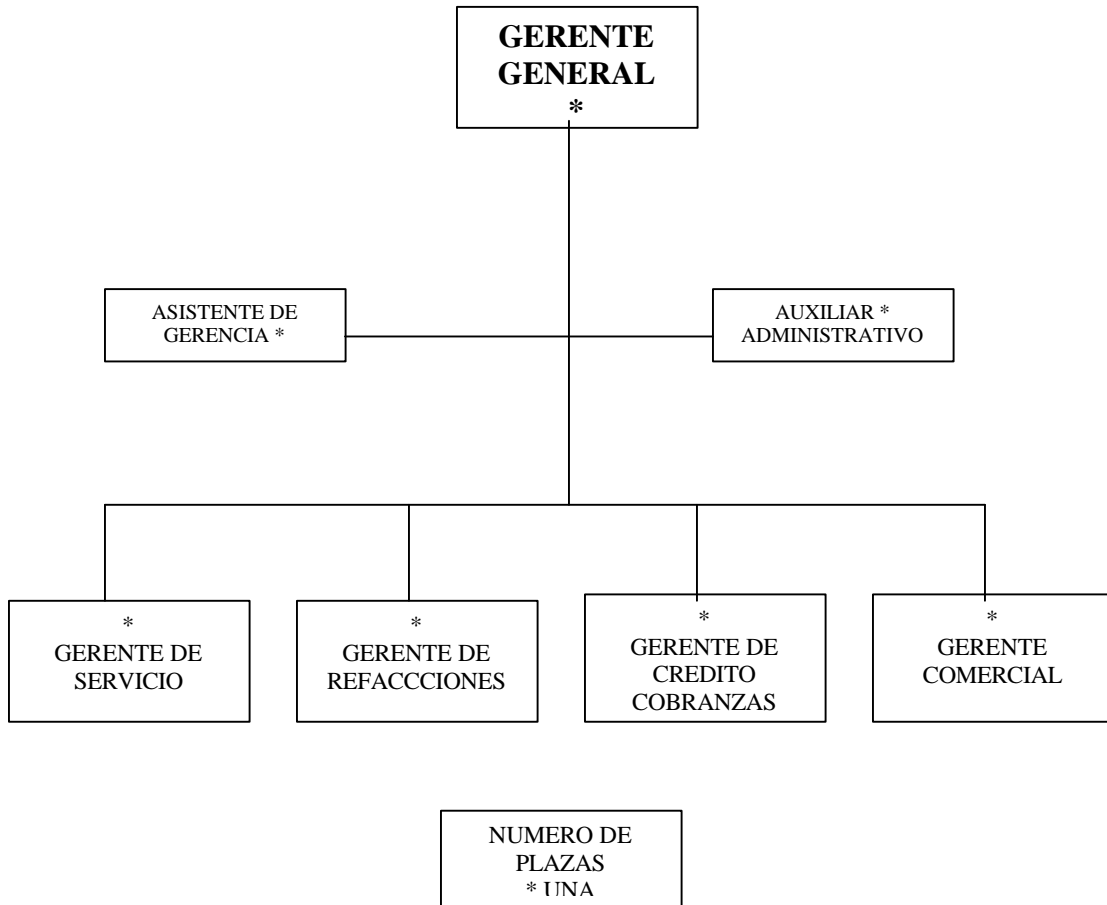 GERENTE
GENERAL
*
ASISTENTE DE
GERENCIA *
AUXILIAR *
ADMINISTRATIVO
*
GERENTE DE
SERVICIO
*
GERENTE DE
REFACCCIONES
*
GERENTE DE
CREDITO
COBRANZAS
*
GERENTE
COMERCIAL
NUMERO DE
PLAZAS
* UNA